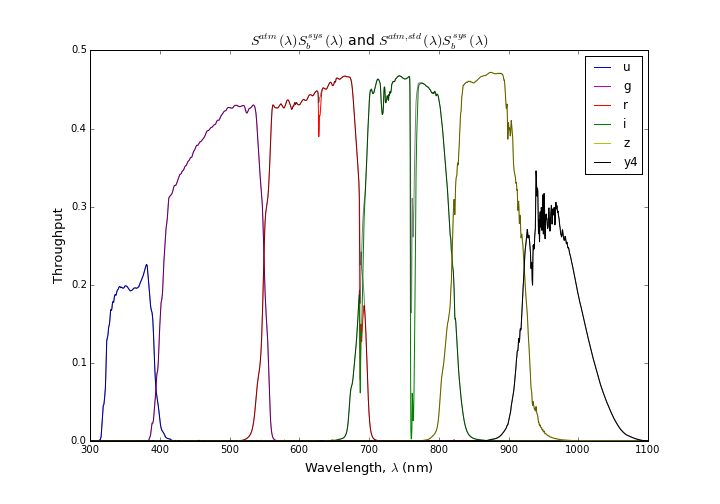 S^{atm}(λ)S_b^{sys}(λ) and S^{atm,std}(λ)S_b^{sys}(λ)
0.5
0.4
0.3
0.2
0.1
0.0
Throughput
u
g
r
i
z
y4
300 400 500 600 700 800 900 1000 1100
Wavelength, λ (nm)